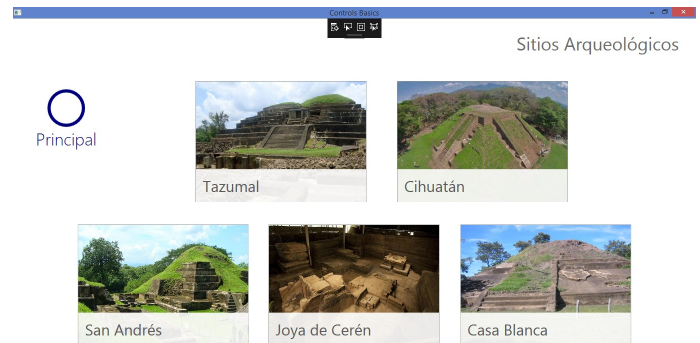 Controls Basics
Sitios Arqueológicos
Principal
Tazumal
Cihuatán
San Andrés
Joya de Cerén
Casa Blanca